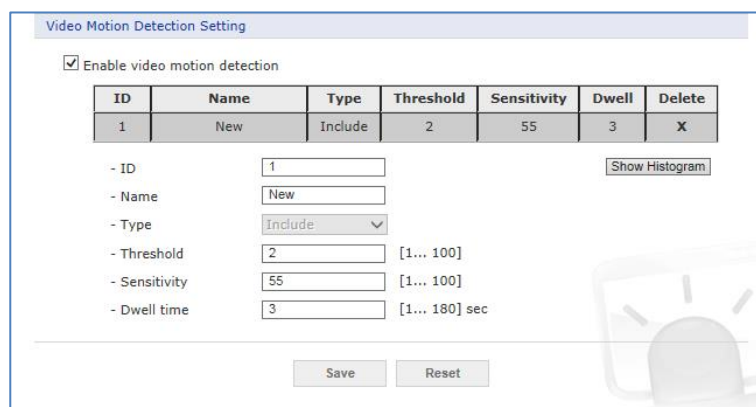 Video Motion Detection Setting
Enable video motion detection
ID Name Type Threshold Sensitivity Dwell Delete
1 New Include 2 55 3 X
- ID 1 Show Histogram
- Name New
- Type Include
- Threshold 2 [1... 100]
- Sensitivity 55 [1... 100]
- Dwell time 3 [1... 180] sec
Save Reset